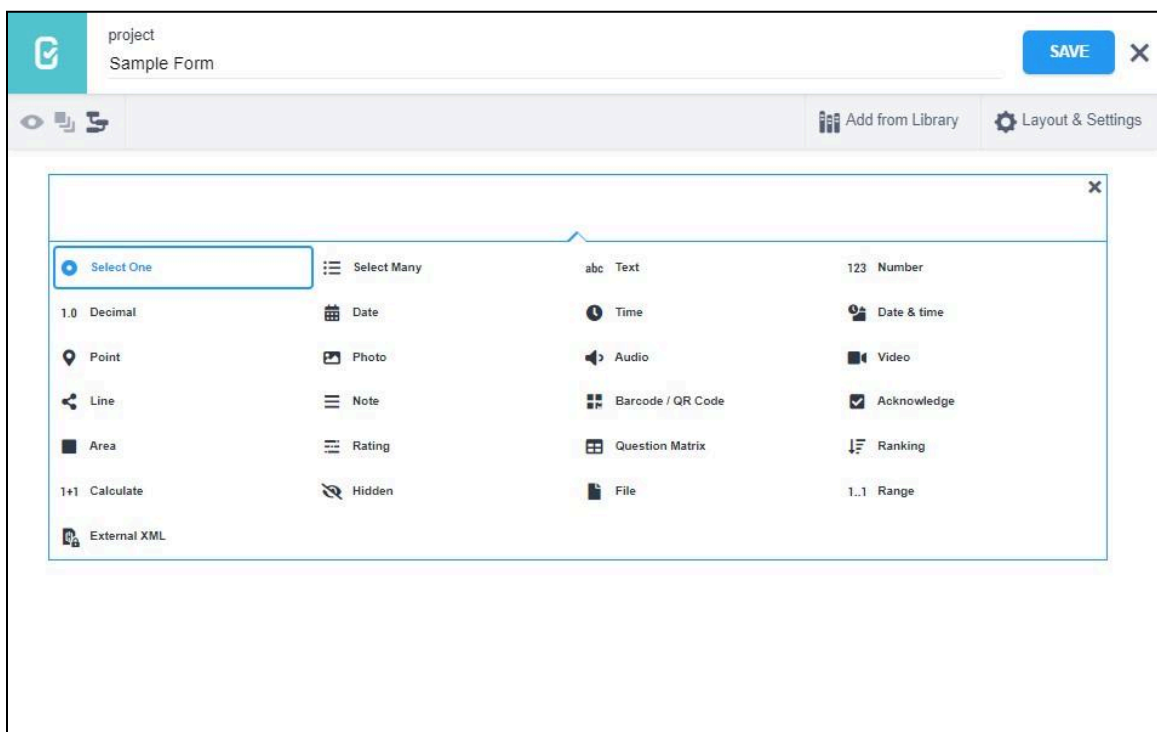 project
Sample Form
SAVE
Add from Library
Layout & Settings
Select One
Select Many
abc Text
123 Number
1.0 Decimal
Date
Time
Date & time
Point
Photo
Audio
Video
Line
Note
Barcode / QR Code
Acknowledge
Area
Rating
Question Matrix
Ranking
1+1 Calculate
Hidden
File
1..1 Range
External XML